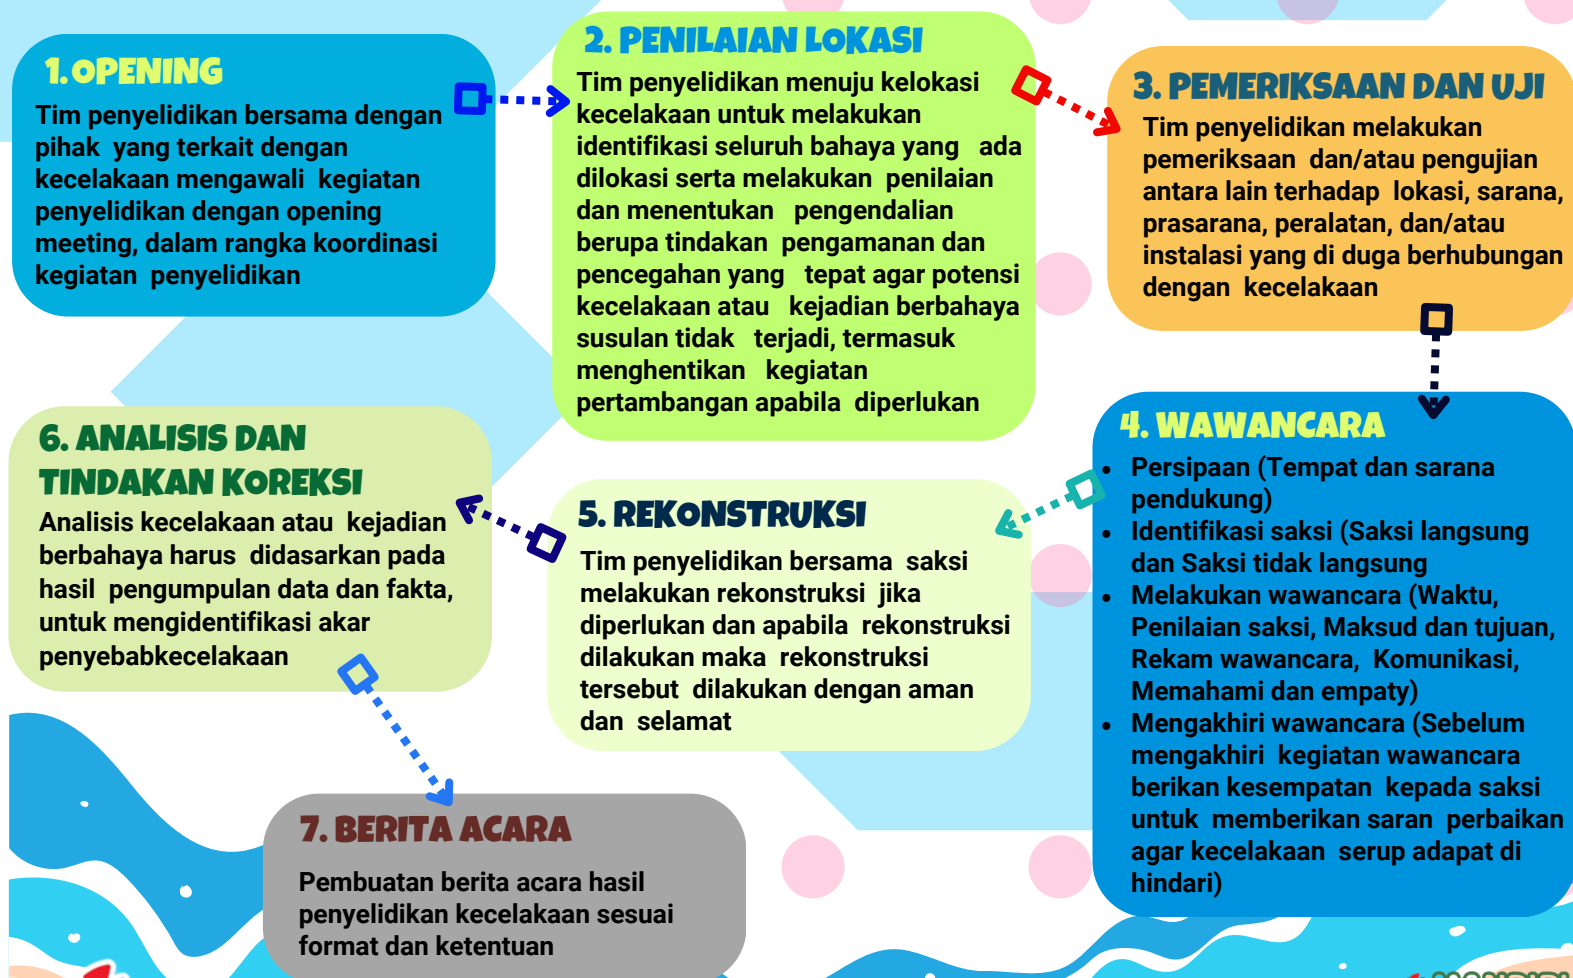 1. OPENING
Tim penyelidikan bersama dengan
pihak yang terkait dengan
kecelakaan mengawali kegiatan
penyelidikan dengan opening
meeting, dalam rangka koordinasi
kegiatan penyelidikan
2. PENILAIAN LOKASI
Tim penyelidikan menuju kelokasi
kecelakaan untuk melakukan
identifikasi seluruh bahaya yang ada
dilokasi serta melakukan penilaian
dan menentukan pengendalian
berupa tindakan pengamanan dan
pencegahan yang tepat agar potensi
kecelakaan atau kejadian berbahaya
susulan tidak terjadi, termasuk
menghentikan kegiatan
pertambangan apabila diperlukan
3. PEMERIKSAAN DAN UJI
Tim penyelidikan melakukan
pemeriksaan dan/atau pengujian
antara lain terhadap lokasi, sarana,
prasarana, peralatan, dan/atau
instalasi yang di duga berhubungan
dengan kecelakaan
4. WAWANCARA
• Persipaan (Tempat dan sarana
pendukung)
• Identifikasi saksi (Saksi langsung
dan Saksi tidak langsung
• Melakukan wawancara (Waktu,
Penilaian saksi, Maksud dan tujuan,
Rekam wawancara, Komunikasi,
Memahami dan empaty)
• Mengakhiri wawancara (Sebelum
mengakhiri kegiatan wawancara
berikan kesempatan kepada saksi
untuk memberikan saran perbaikan
agar kecelakaan serup adapat di
hindari)
5. REKONSTRUKSI
Tim penyelidikan bersama saksi
melakukan rekonstruksi jika
diperlukan dan apabila rekonstruksi
dilakukan maka rekonstruksi
tersebut dilakukan dengan aman
dan selamat
6. ANALISIS DAN
TINDAKAN KOREKSI
Analisis kecelakaan atau kejadian
berbahaya harus didasarkan pada
hasil pengumpulan data dan fakta,
untuk mengidentifikasi akar
penyebabkecelakaan
7. BERITA ACARA
Pembuatan berita acara hasil
penyelidikan kecelakaan sesuai
format dan ketentuan